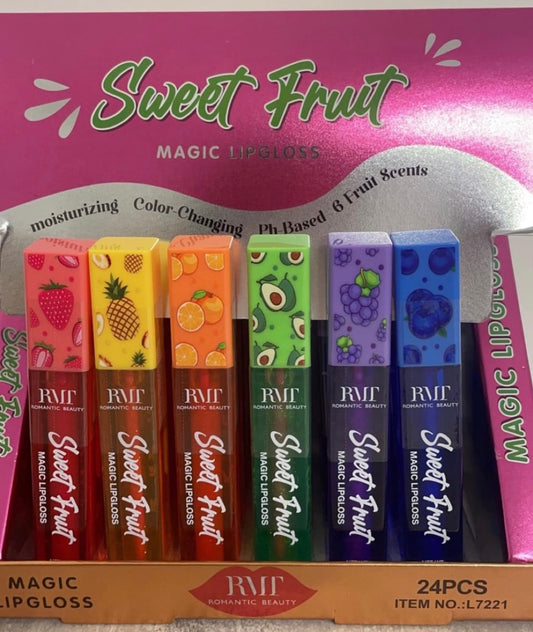 Sweet Fruit
MAGIC LIPGLOSS
moisturizing Color-Changing Ph-Based 6 Fruit Scents
Sweet Fruit
MAGIC LIPGLOSS
RMT
ROMANTIC BEAUTY
Sweet Fruit
MAGIC LIPGLOSS
RMT
ROMANTIC BEAUTY
Sweet Fruit
MAGIC LIPGLOSS
RMT
ROMANTIC BEAUTY
Sweet Fruit
MAGIC LIPGLOSS
RMT
ROMANTIC BEAUTY
Sweet Fruit
MAGIC LIPGLOSS
RMT
ROMANTIC BEAUTY
Sweet Fruit
MAGIC LIPGLOSS
RMT
ROMANTIC BEAUTY
Sweet Fruit
MAGIC LIPGLOSS
MAGIC
LIPGLOSS
RMT
ROMANTIC BEAUTY
24PCS
ITEM NO.:L7221